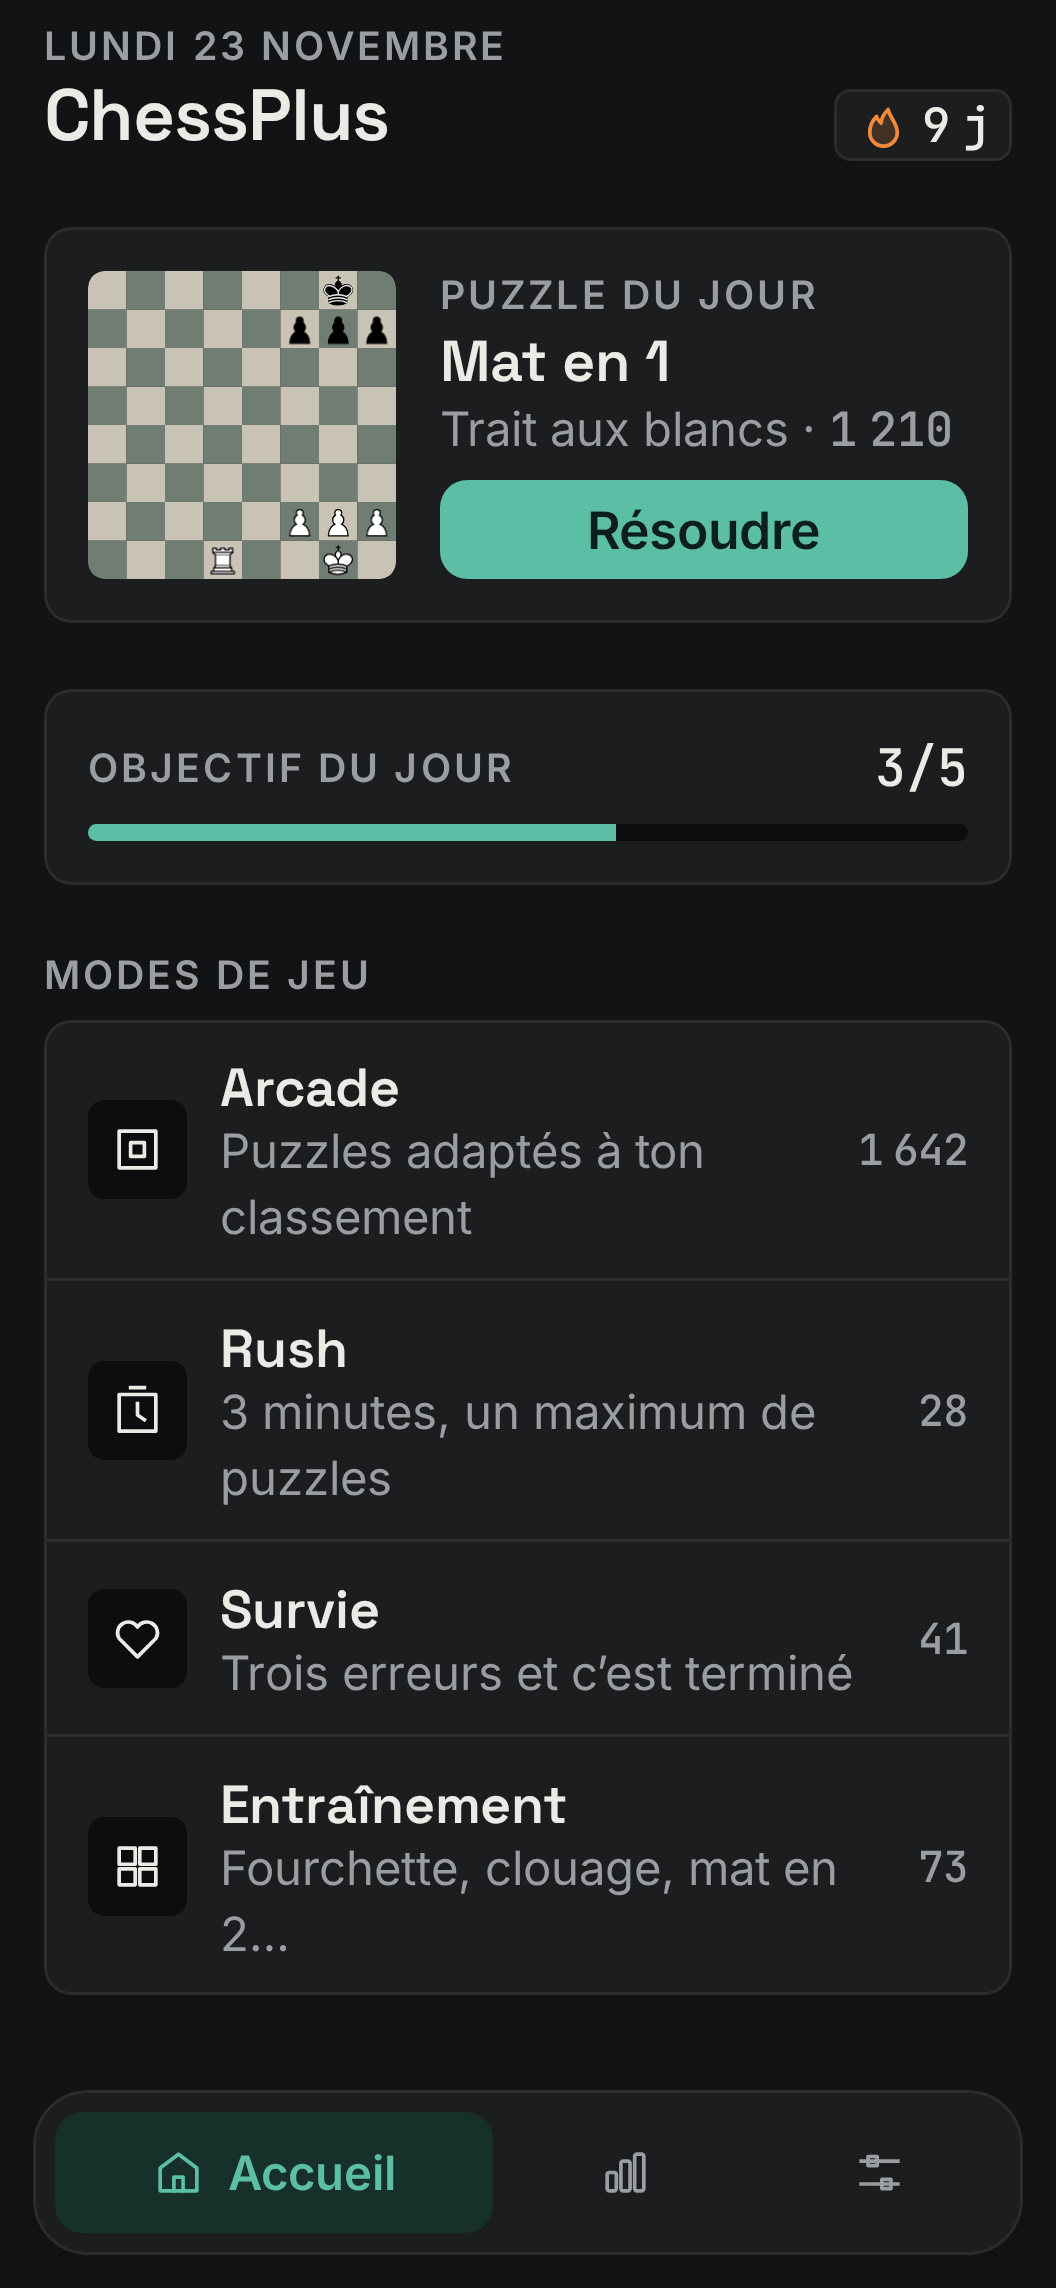 LUNDI 23 NOVEMBRE
ChessPlus
9 j
PUZZLE DU JOUR
Mat en 1
Trait aux blancs · 1 210
Résoudre
OBJECTIF DU JOUR
3/5
MODES DE JEU
Arcade
Puzzles adaptés à ton
classement
1 642
Rush
3 minutes, un maximum de
puzzles
28
Survie
Trois erreurs et c’est terminé
41
Entraînement
Fourchette, clouage, mat en
2…
73
Accueil